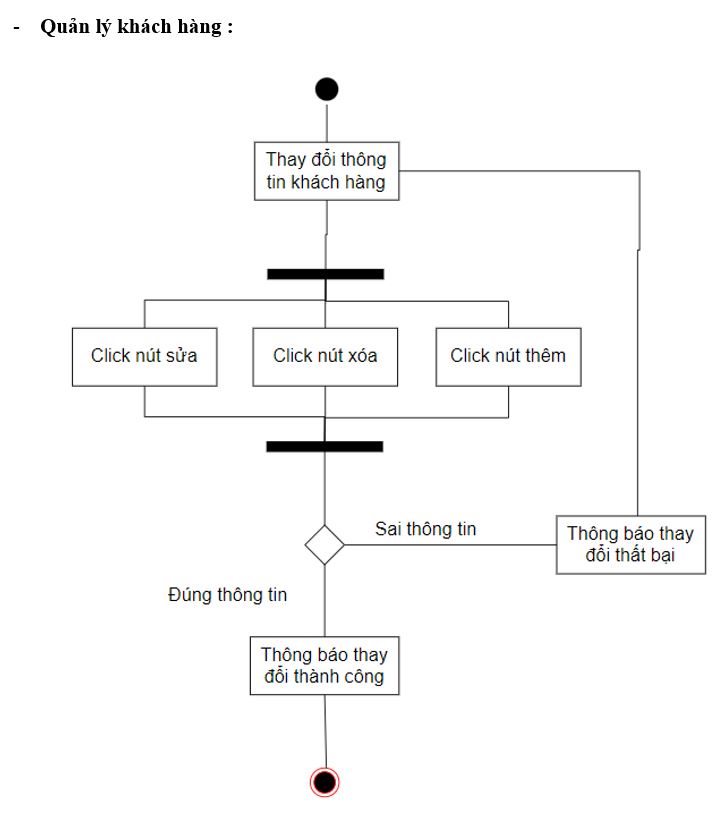 - Quản lý khách hàng :
Thay đổi thông
tin khách hàng
Click nút sửa
Click nút xóa
Click nút thêm
Sai thông tin
Thông báo thay
đổi thất bại
Đúng thông tin
Thông báo thay
đổi thành công